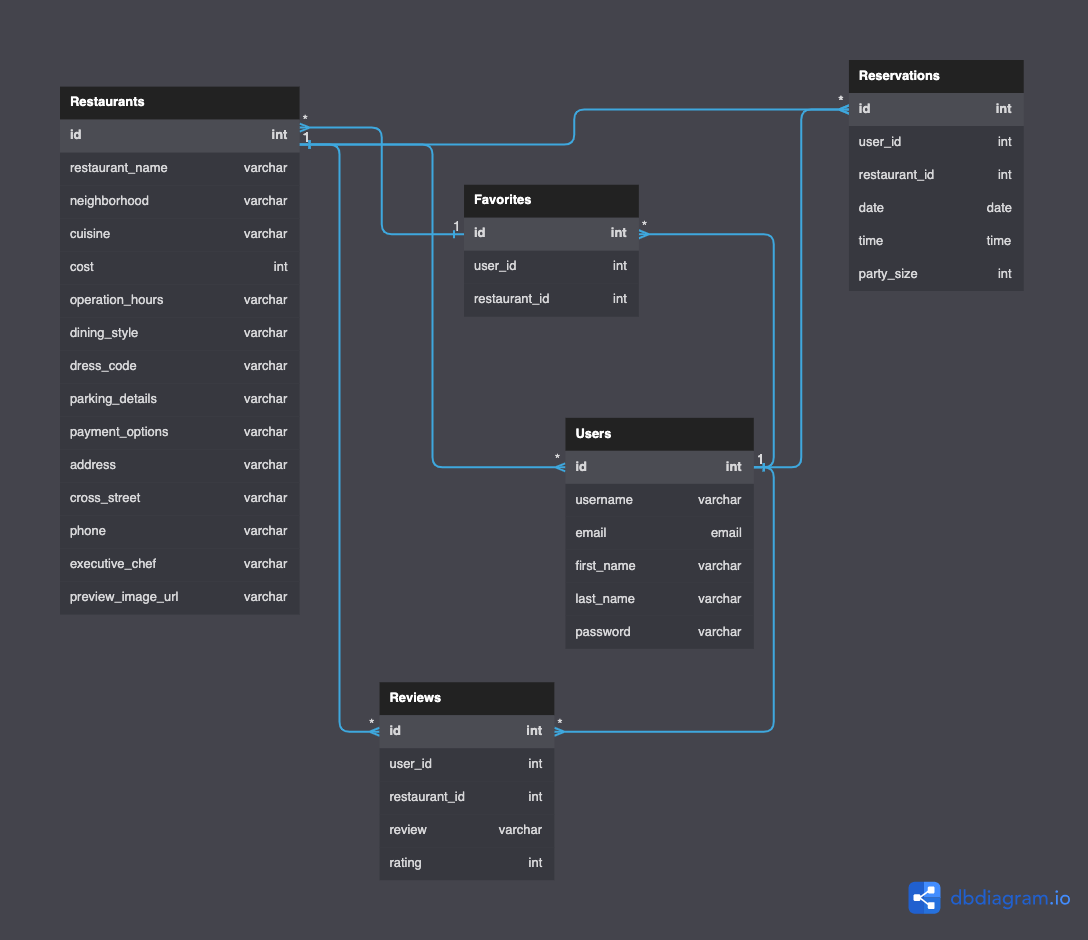 Restaurants
id int
restaurant_name varchar
neighborhood varchar
cuisine varchar
cost int
operation_hours varchar
dining_style varchar
dress_code varchar
parking_details varchar
payment_options varchar
address varchar
cross_street varchar
phone varchar
executive_chef varchar
preview_image_url varchar
*
1
Favorites
1 *
id int
user_id int
restaurant_id int
Reservations
*
id int
user_id int
restaurant_id int
date date
time time
party_size int
Users
* 1
id int
username varchar
email email
first_name varchar
last_name varchar
password varchar
Reviews
* *
id int
user_id int
restaurant_id int
review varchar
rating int
dbdiagram.io